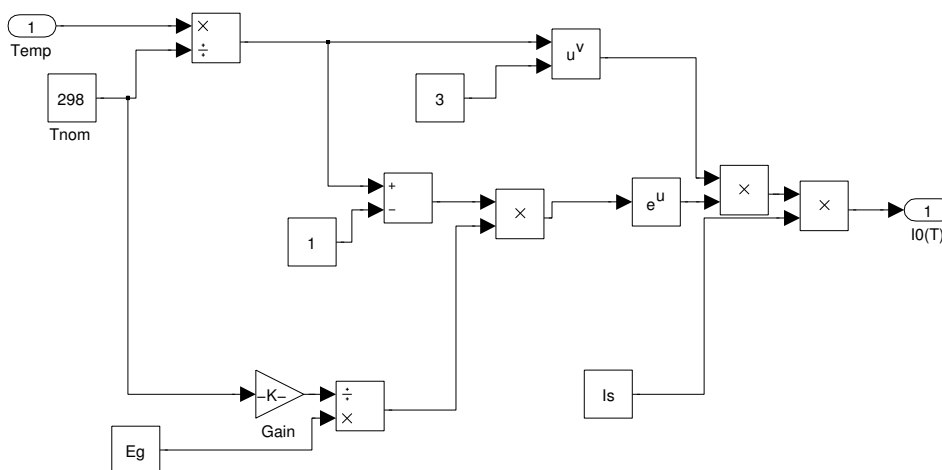 1
Temp
×
÷
298
Tnom
3
u^v
+
−
1
×
e^u
×
×
1
I0(T)
−K−
Gain
÷
×
Eg
Is